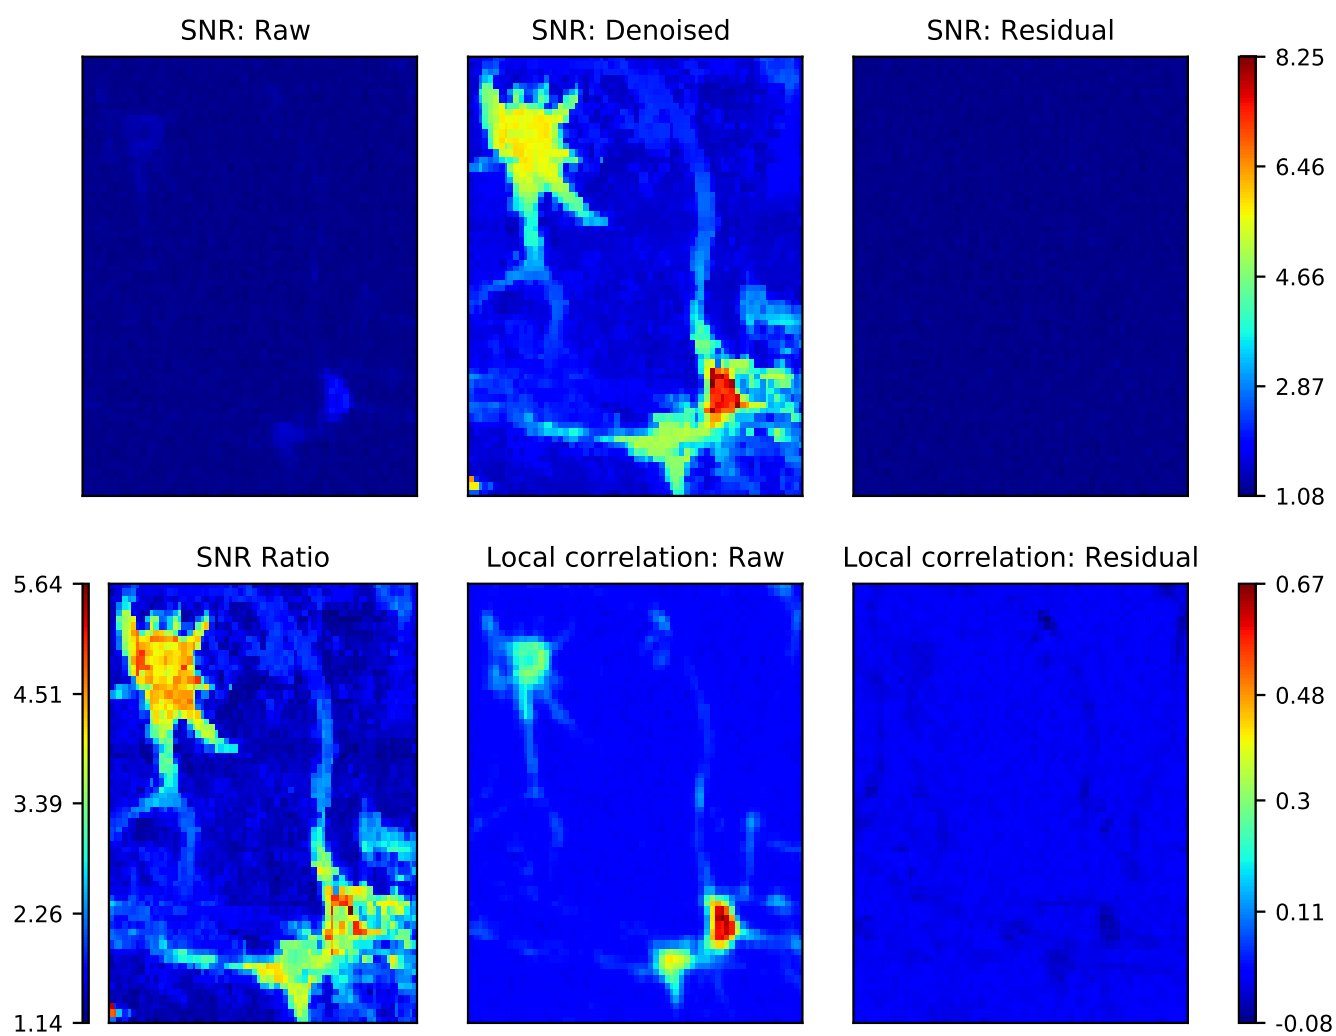 SNR: Raw
SNR: Denoised
SNR: Residual
8.25
6.46
4.66
2.87
1.08
SNR Ratio
Local correlation: Raw
Local correlation: Residual
5.64
4.51
3.39
2.26
1.14
0.67
0.48
0.3
0.11
-0.08